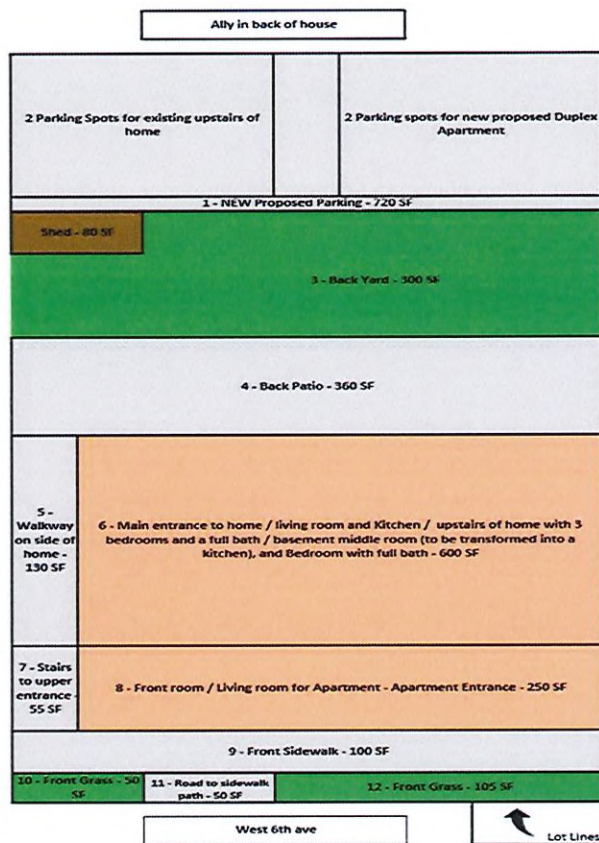 Ally in back of house
2 Parking Spots for existing upstairs of
home
2 Parking spots for new proposed Duplex
Apartment
1 - NEW Proposed Parking - 720 SF
Shed - 80 SF
3 - Back Yard - 300 SF
4 - Back Patio - 360 SF
5 -
Walkway
on side of
home -
130 SF
6 - Main entrance to home / living room and Kitchen / upstairs of home with 3
bedrooms and a full bath / basement middle room (to be transformed into a
kitchen), and Bedroom with full bath - 600 SF
7 - Stairs
to upper
entrance -
55 SF
8 - Front room / Living room for Apartment - Apartment Entrance - 250 SF
9 - Front Sidewalk - 100 SF
10 - Front Grass - 50
SF
11 - Road to sidewalk
path - 50 SF
12 - Front Grass - 105 SF
West 6th ave
Lot Lines